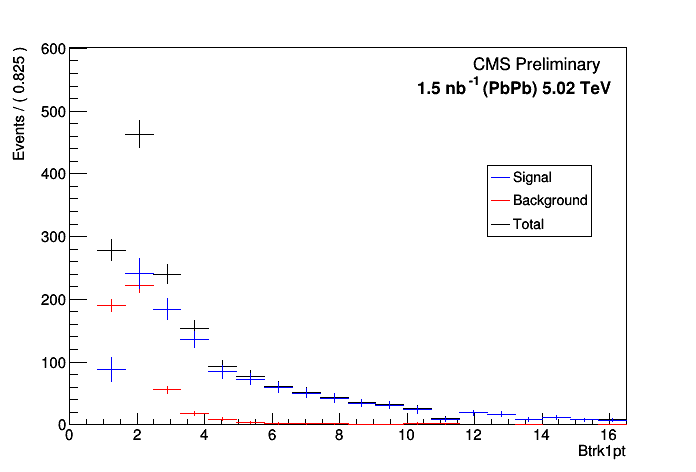 CMS Preliminary
1.5 nb-1 (PbPb) 5.02 TeV
Events / ( 0.825 )
600
500
400
300
200
100
0
Signal
Background
Total
0 2 4 6 8 10 12 14 16
Btrk1pt